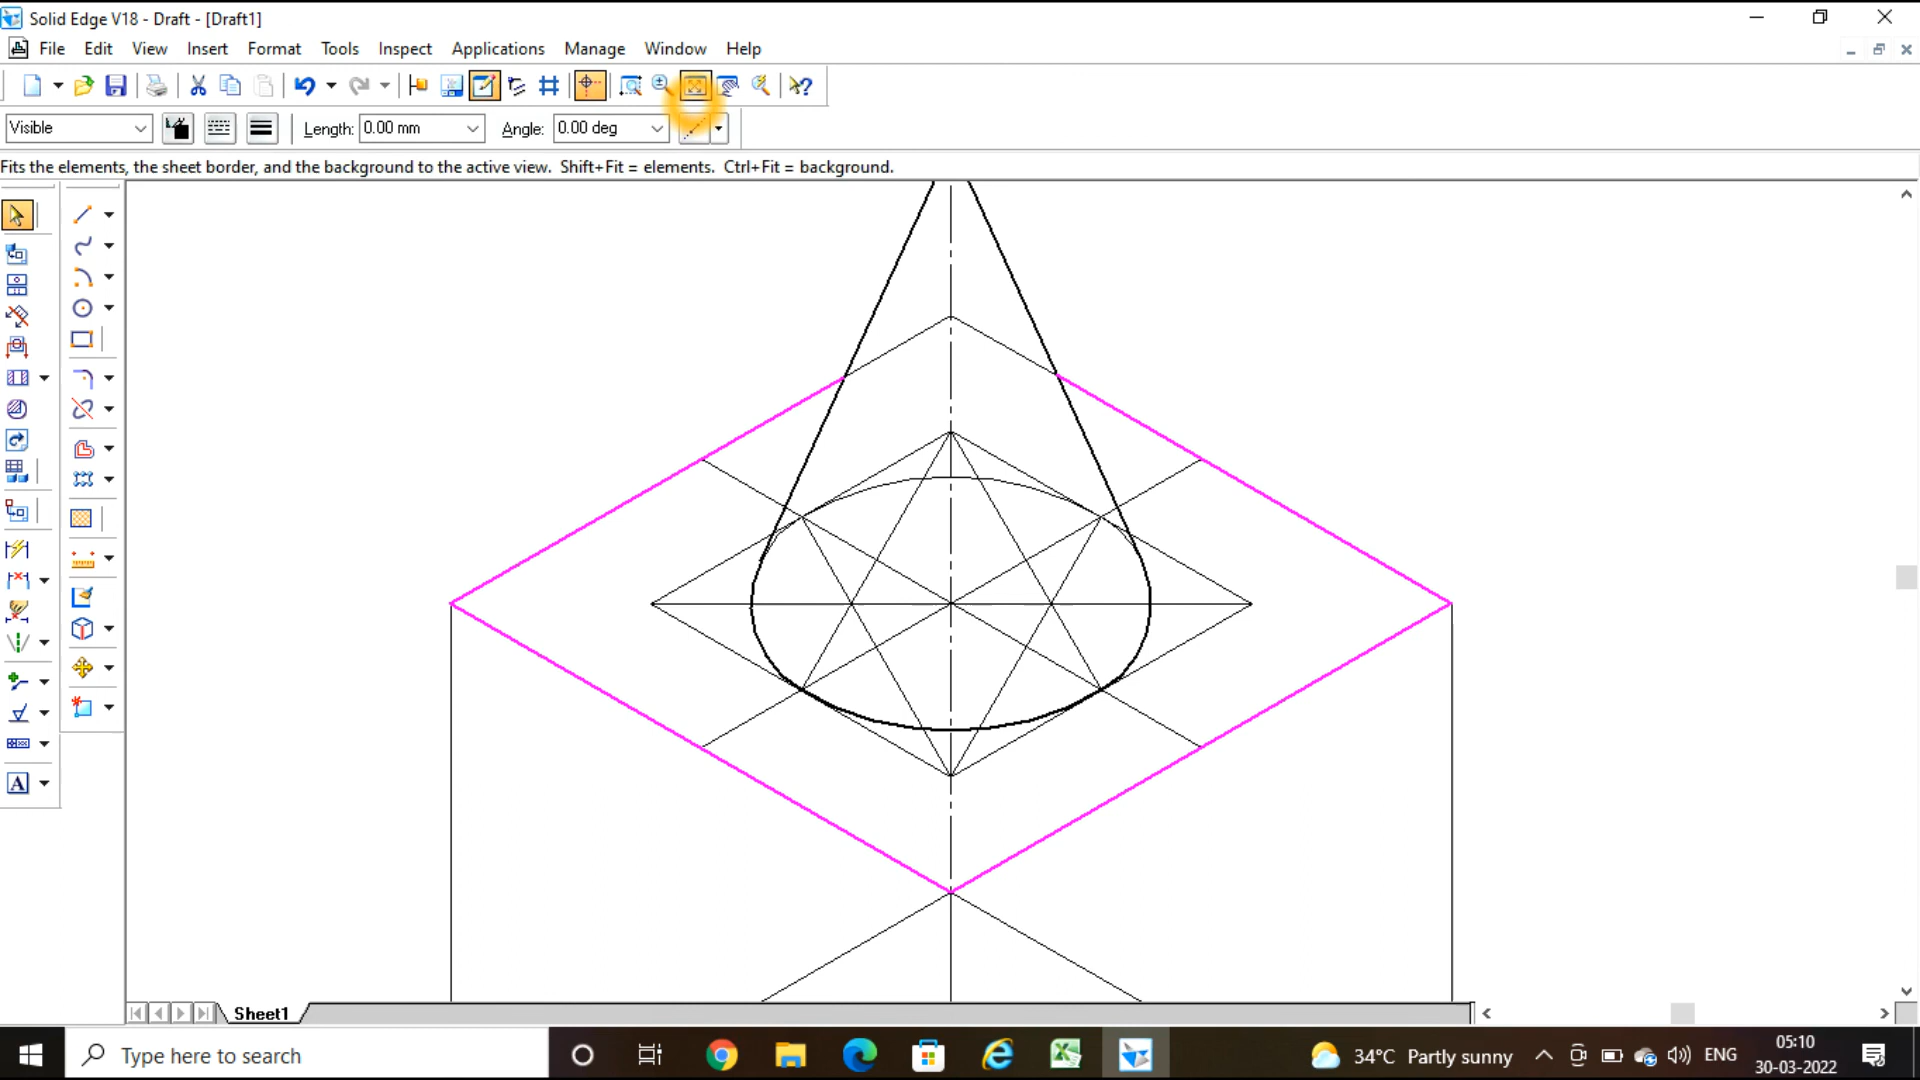 Solid Edge V18 - Draft - [Draft1]
File Edit View Insert Format Tools Inspect Applications Manage Window Help
Visible Length: 0.00 mm Angle: 0.00 deg
Fits the elements, the sheet border, and the background to the active view. Shift+Fit = elements. Ctrl+Fit = background.
A
Sheet1
Type here to search
34°C Partly sunny
ENG
05:10
30-03-2022